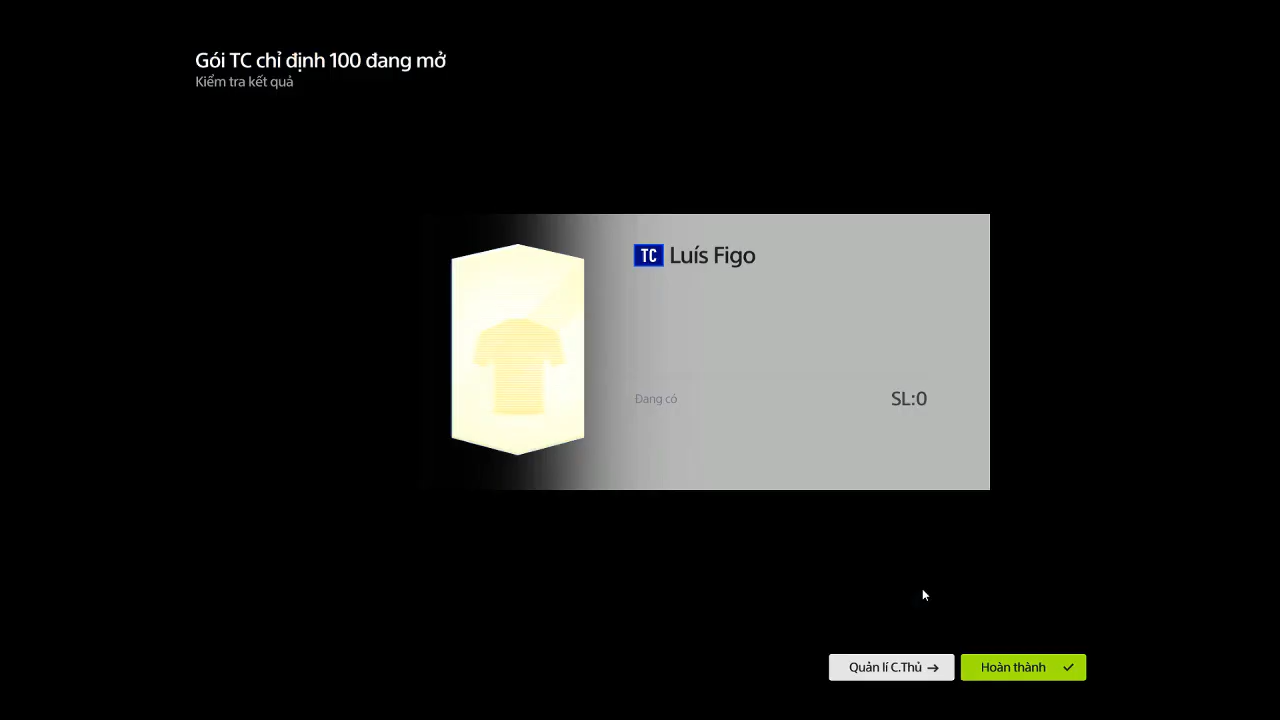 Gói TC chỉ định 100 đang mở
Kiểm tra kết quả
TC Luís Figo
Đang có SL:0
Quản lí C.Thủ →
Hoàn thành ✓